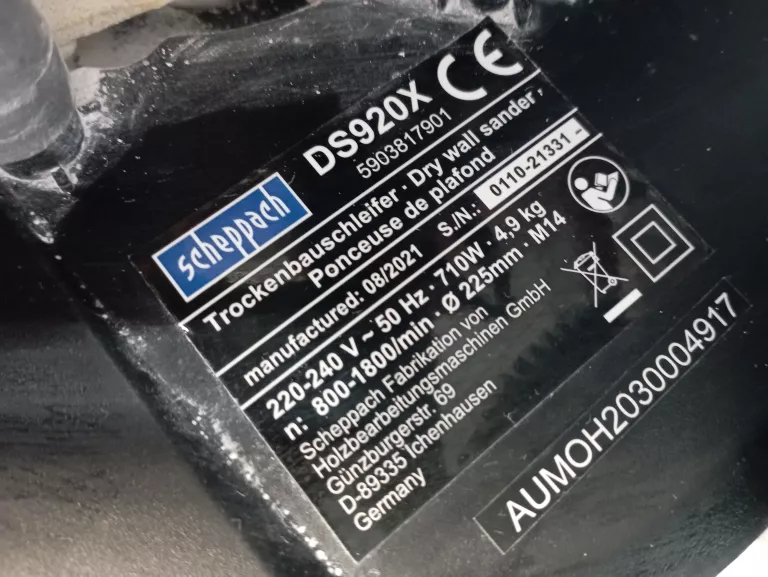 scheppach
DS920X
5903817901
CE
Trockenbauschleifer · Dry wall sander ·
Ponceuse de plafond
manufactured: 08/2021 S./N.: 0110-21331 -
220-240 V ~ 50 Hz · 710W · 4,9 kg
n: 800-1800/min · Ø 225mm · M14
Scheppach Fabrikation von
Holzbearbeitungsmaschinen GmbH
Günzburgerstr. 69
D-89335 Ichenhausen
Germany
AUMOH2030004917